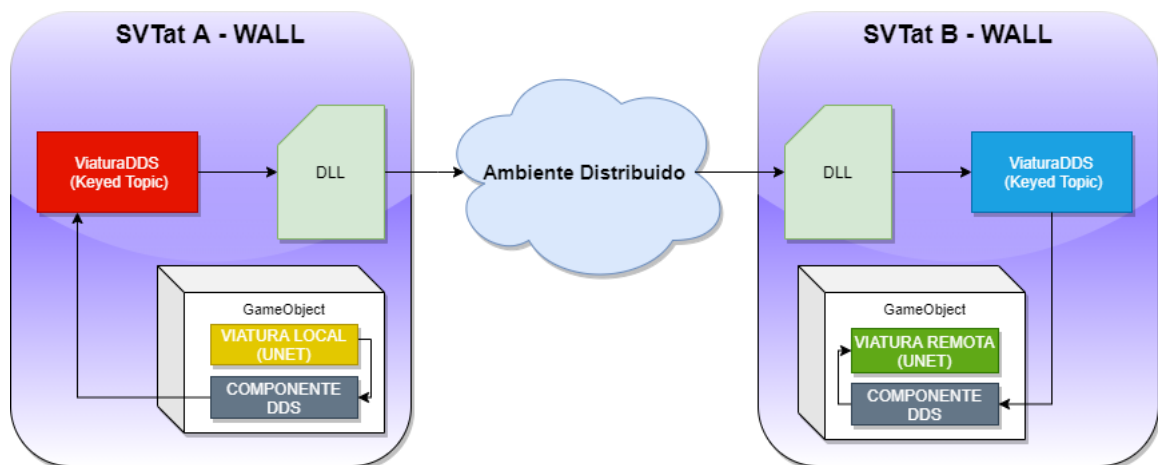 SVTat A - WALL
ViaturaDDS
(Keyed Topic)
DLL
GameObject
VIATURA LOCAL
(UNET)
COMPONENTE
DDS
Ambiente Distribuido
SVTat B - WALL
DLL
ViaturaDDS
(Keyed Topic)
GameObject
VIATURA REMOTA
(UNET)
COMPONENTE
DDS